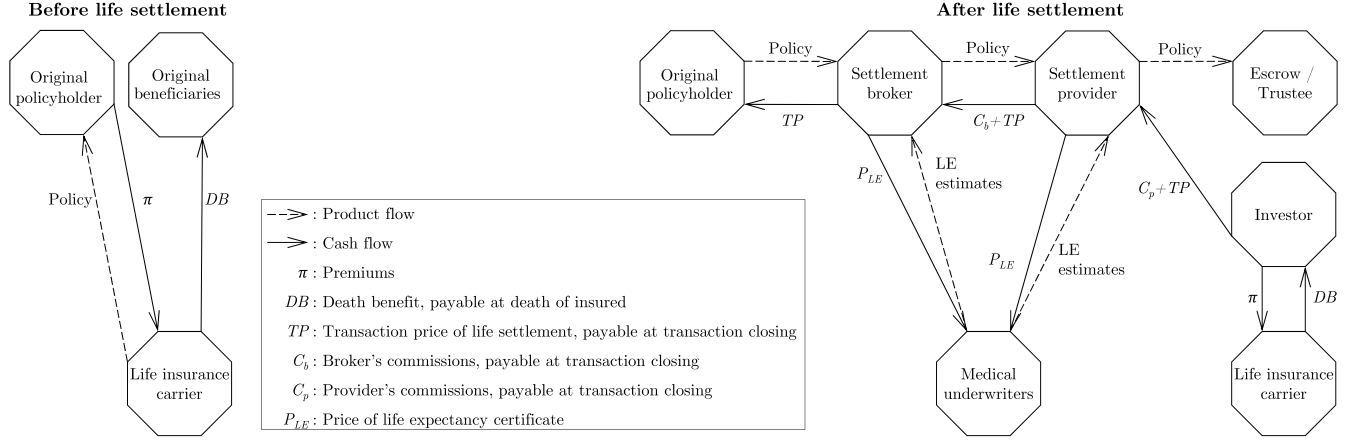 Before life settlement
Original
policyholder
Original
beneficiaries
Policy
π
DB
Life insurance
carrier
: Product flow
: Cash flow
π : Premiums
DB : Death benefit, payable at death of insured
TP : Transaction price of life settlement, payable at transaction closing
C_b : Broker's commissions, payable at transaction closing
C_p : Provider's commissions, payable at transaction closing
P_LE : Price of life expectancy certificate
After life settlement
Original
policyholder
Policy
TP
Settlement
broker
Policy
C_b+TP
Settlement
provider
Policy
Escrow /
Trustee
P_LE
LE
estimates
P_LE
LE
estimates
Medical
underwriters
C_p+TP
Investor
π
DB
Life insurance
carrier